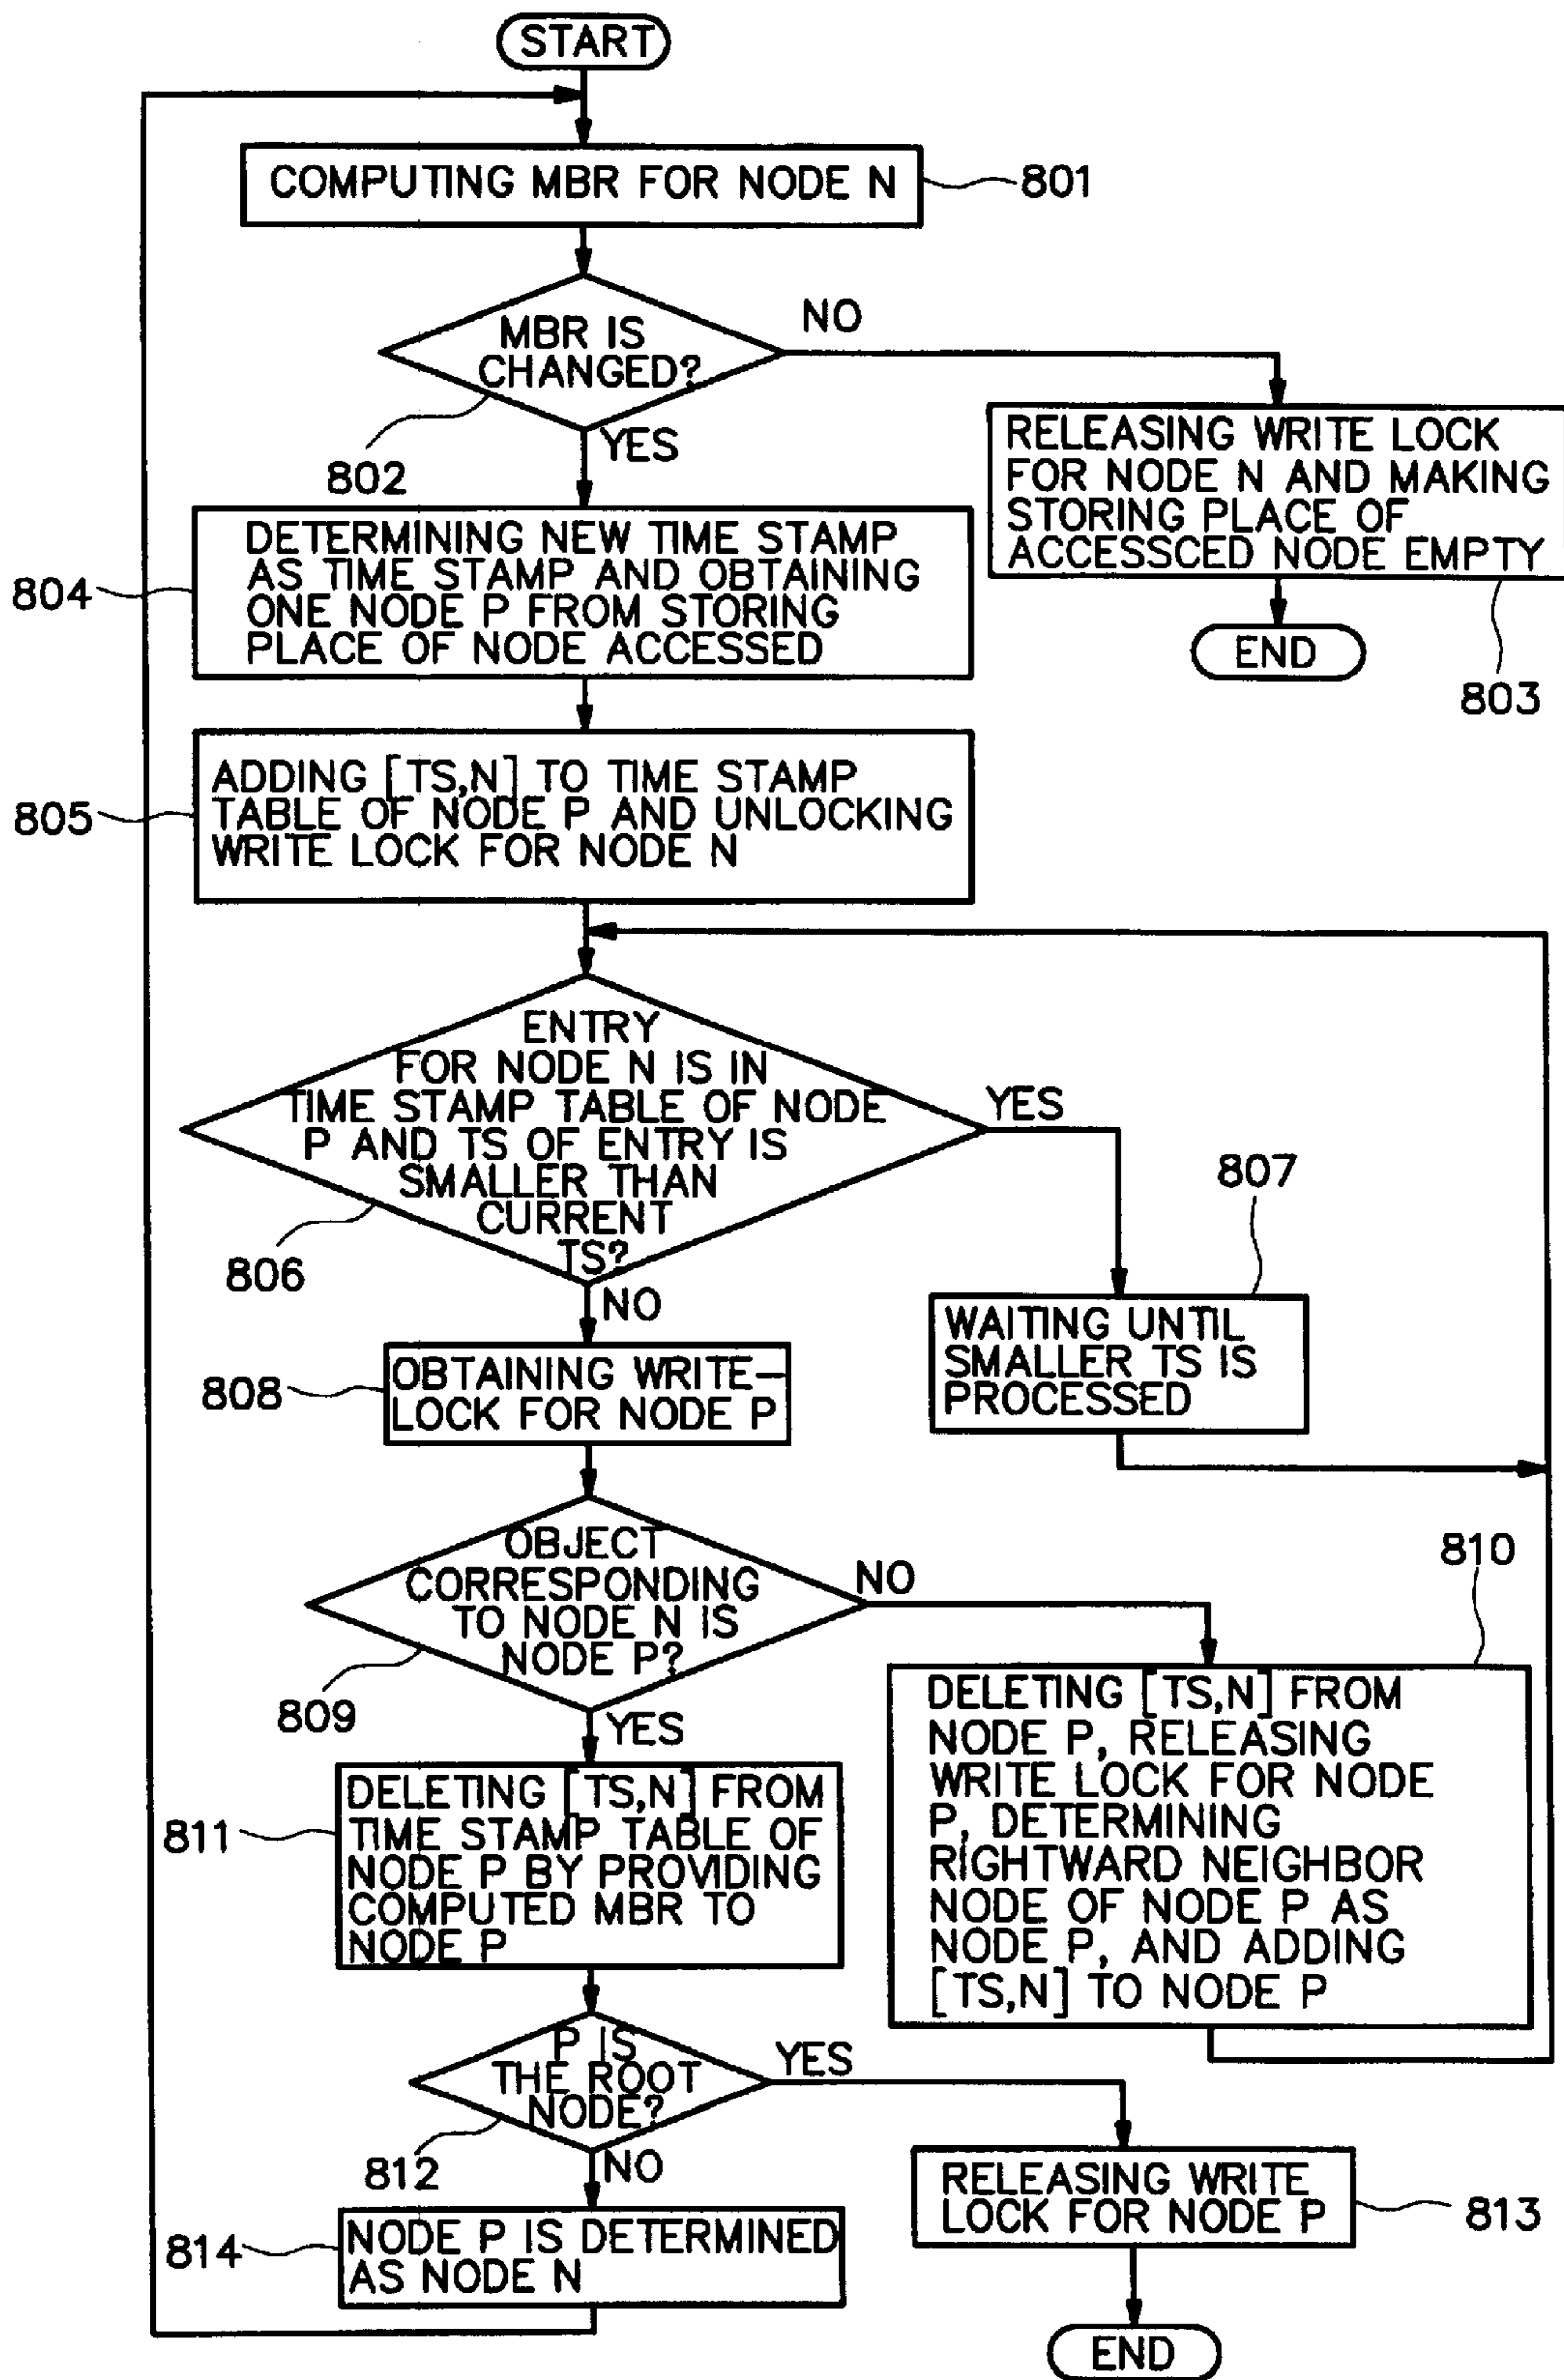 START
COMPUTING MBR FOR NODE N
801
MBR IS
CHANGED?
NO
802
YES
RELEASING WRITE LOCK
FOR NODE N AND MAKING
STORING PLACE OF
ACCESSCED NODE EMPTY
803
END
DETERMINING NEW TIME STAMP
AS TIME STAMP AND OBTAINING
ONE NODE P FROM STORING
PLACE OF NODE ACCESSED
804
ADDING [TS,N] TO TIME STAMP
TABLE OF NODE P AND UNLOCKING
WRITE LOCK FOR NODE N
805
ENTRY
FOR NODE N IS IN
TIME STAMP TABLE OF NODE
P AND TS OF ENTRY IS
SMALLER THAN
CURRENT
TS?
YES
806
NO
807
WAITING UNTIL
SMALLER TS IS
PROCESSED
OBTAINING WRITE-
LOCK FOR NODE P
808
OBJECT
CORRESPONDING
TO NODE N IS
NODE P?
NO
809
YES
810
DELETING [TS,N] FROM
NODE P, RELEASING
WRITE LOCK FOR NODE
P, DETERMINING
RIGHTWARD NEIGHBOR
NODE OF NODE P AS
NODE P, AND ADDING
[TS,N] TO NODE P
DELETING [TS,N] FROM
TIME STAMP TABLE OF
NODE P BY PROVIDING
COMPUTED MBR TO
NODE P
811
P IS
THE ROOT
NODE?
YES
812
NO
RELEASING WRITE
LOCK FOR NODE P
813
NODE P IS DETERMINED
AS NODE N
814
END